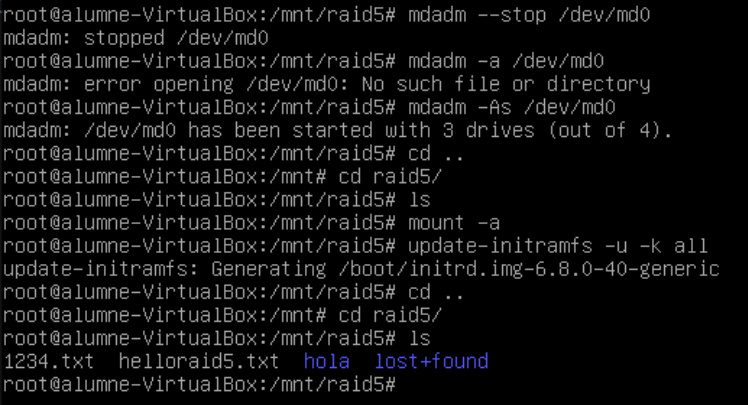 root@alumne-VirtualBox:/mnt/raid5# mdadm --stop /dev/md0
mdadm: stopped /dev/md0
root@alumne-VirtualBox:/mnt/raid5# mdadm -a /dev/md0
mdadm: error opening /dev/md0: No such file or directory
root@alumne-VirtualBox:/mnt/raid5# mdadm -As /dev/md0
mdadm: /dev/md0 has been started with 3 drives (out of 4).
root@alumne-VirtualBox:/mnt/raid5# cd ..
root@alumne-VirtualBox:/mnt# cd raid5/
root@alumne-VirtualBox:/mnt/raid5# ls
root@alumne-VirtualBox:/mnt/raid5# mount -a
root@alumne-VirtualBox:/mnt/raid5# update-initramfs -u -k all
update-initramfs: Generating /boot/initrd.img-6.8.0-40-generic
root@alumne-VirtualBox:/mnt/raid5# cd ..
root@alumne-VirtualBox:/mnt# cd raid5/
root@alumne-VirtualBox:/mnt/raid5# ls
1234.txt  helloraid5.txt  hola  lost+found
root@alumne-VirtualBox:/mnt/raid5#